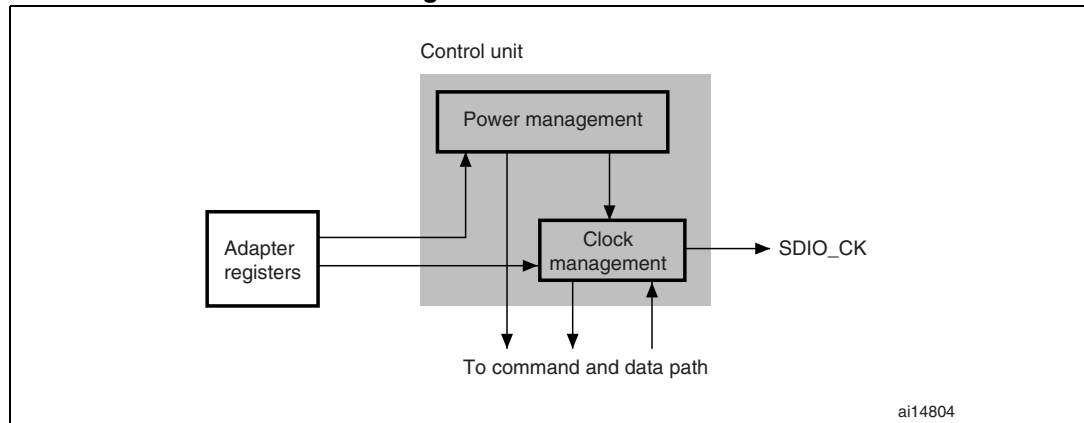 Control unit
Power management
Adapter
registers
Clock
management
SDIO_CK
To command and data path
ai14804